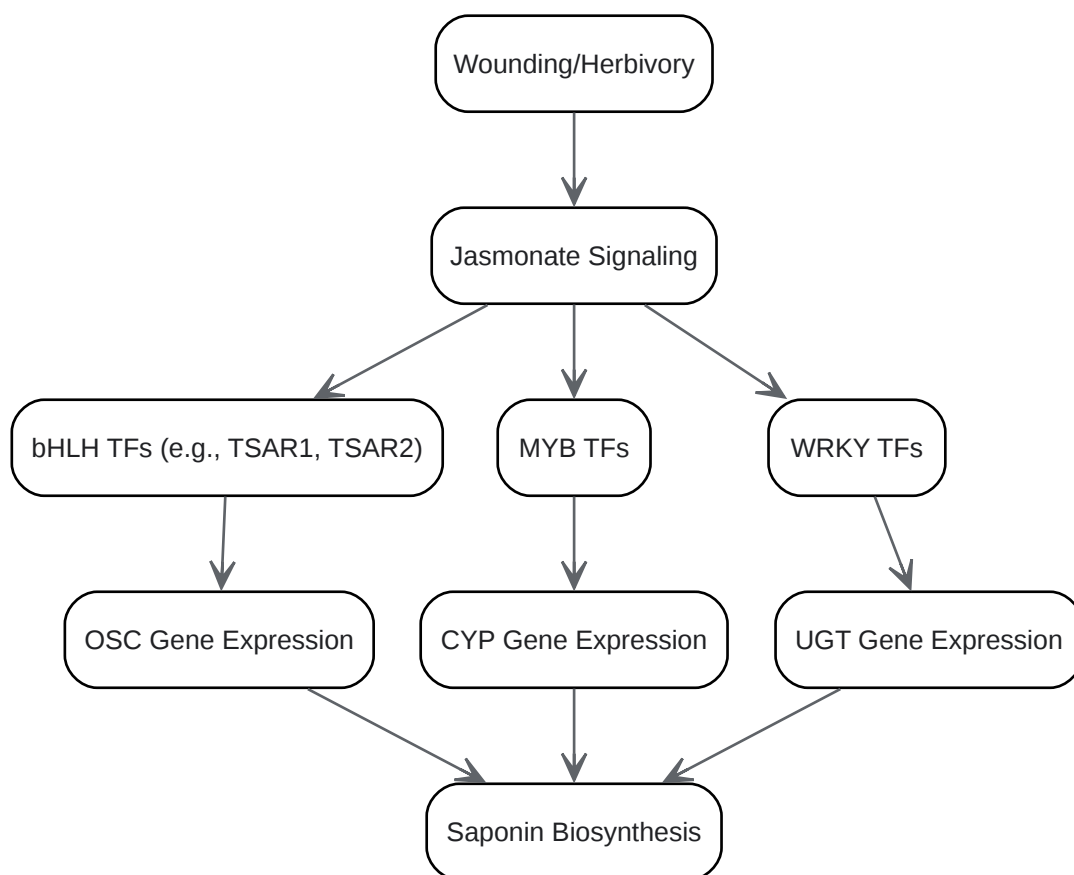 Wounding/Herbivory
Jasmonate Signaling
bHLH TFs (e.g., TSAR1, TSAR2)
MYB TFs
WRKY TFs
OSC Gene Expression
CYP Gene Expression
UGT Gene Expression
Saponin Biosynthesis